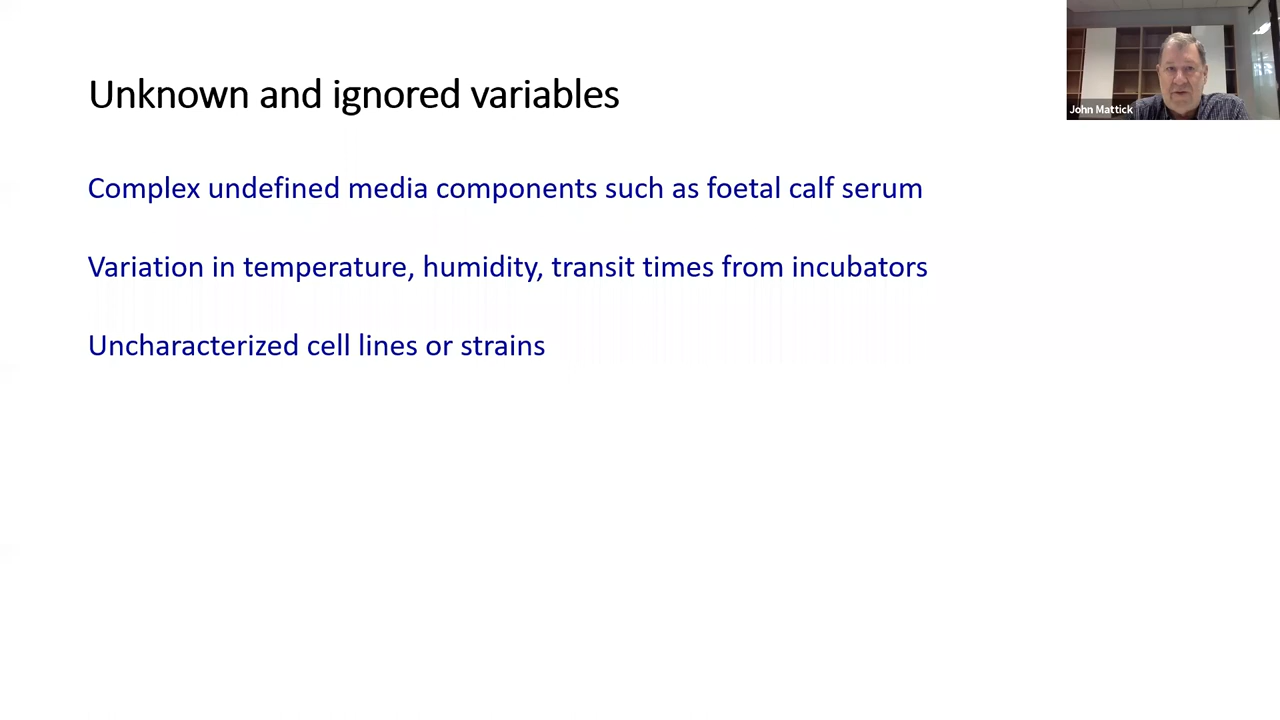 Unknown and ignored variables
John Mattick
Complex undefined media components such as foetal calf serum
Variation in temperature, humidity, transit times from incubators
Uncharacterized cell lines or strains